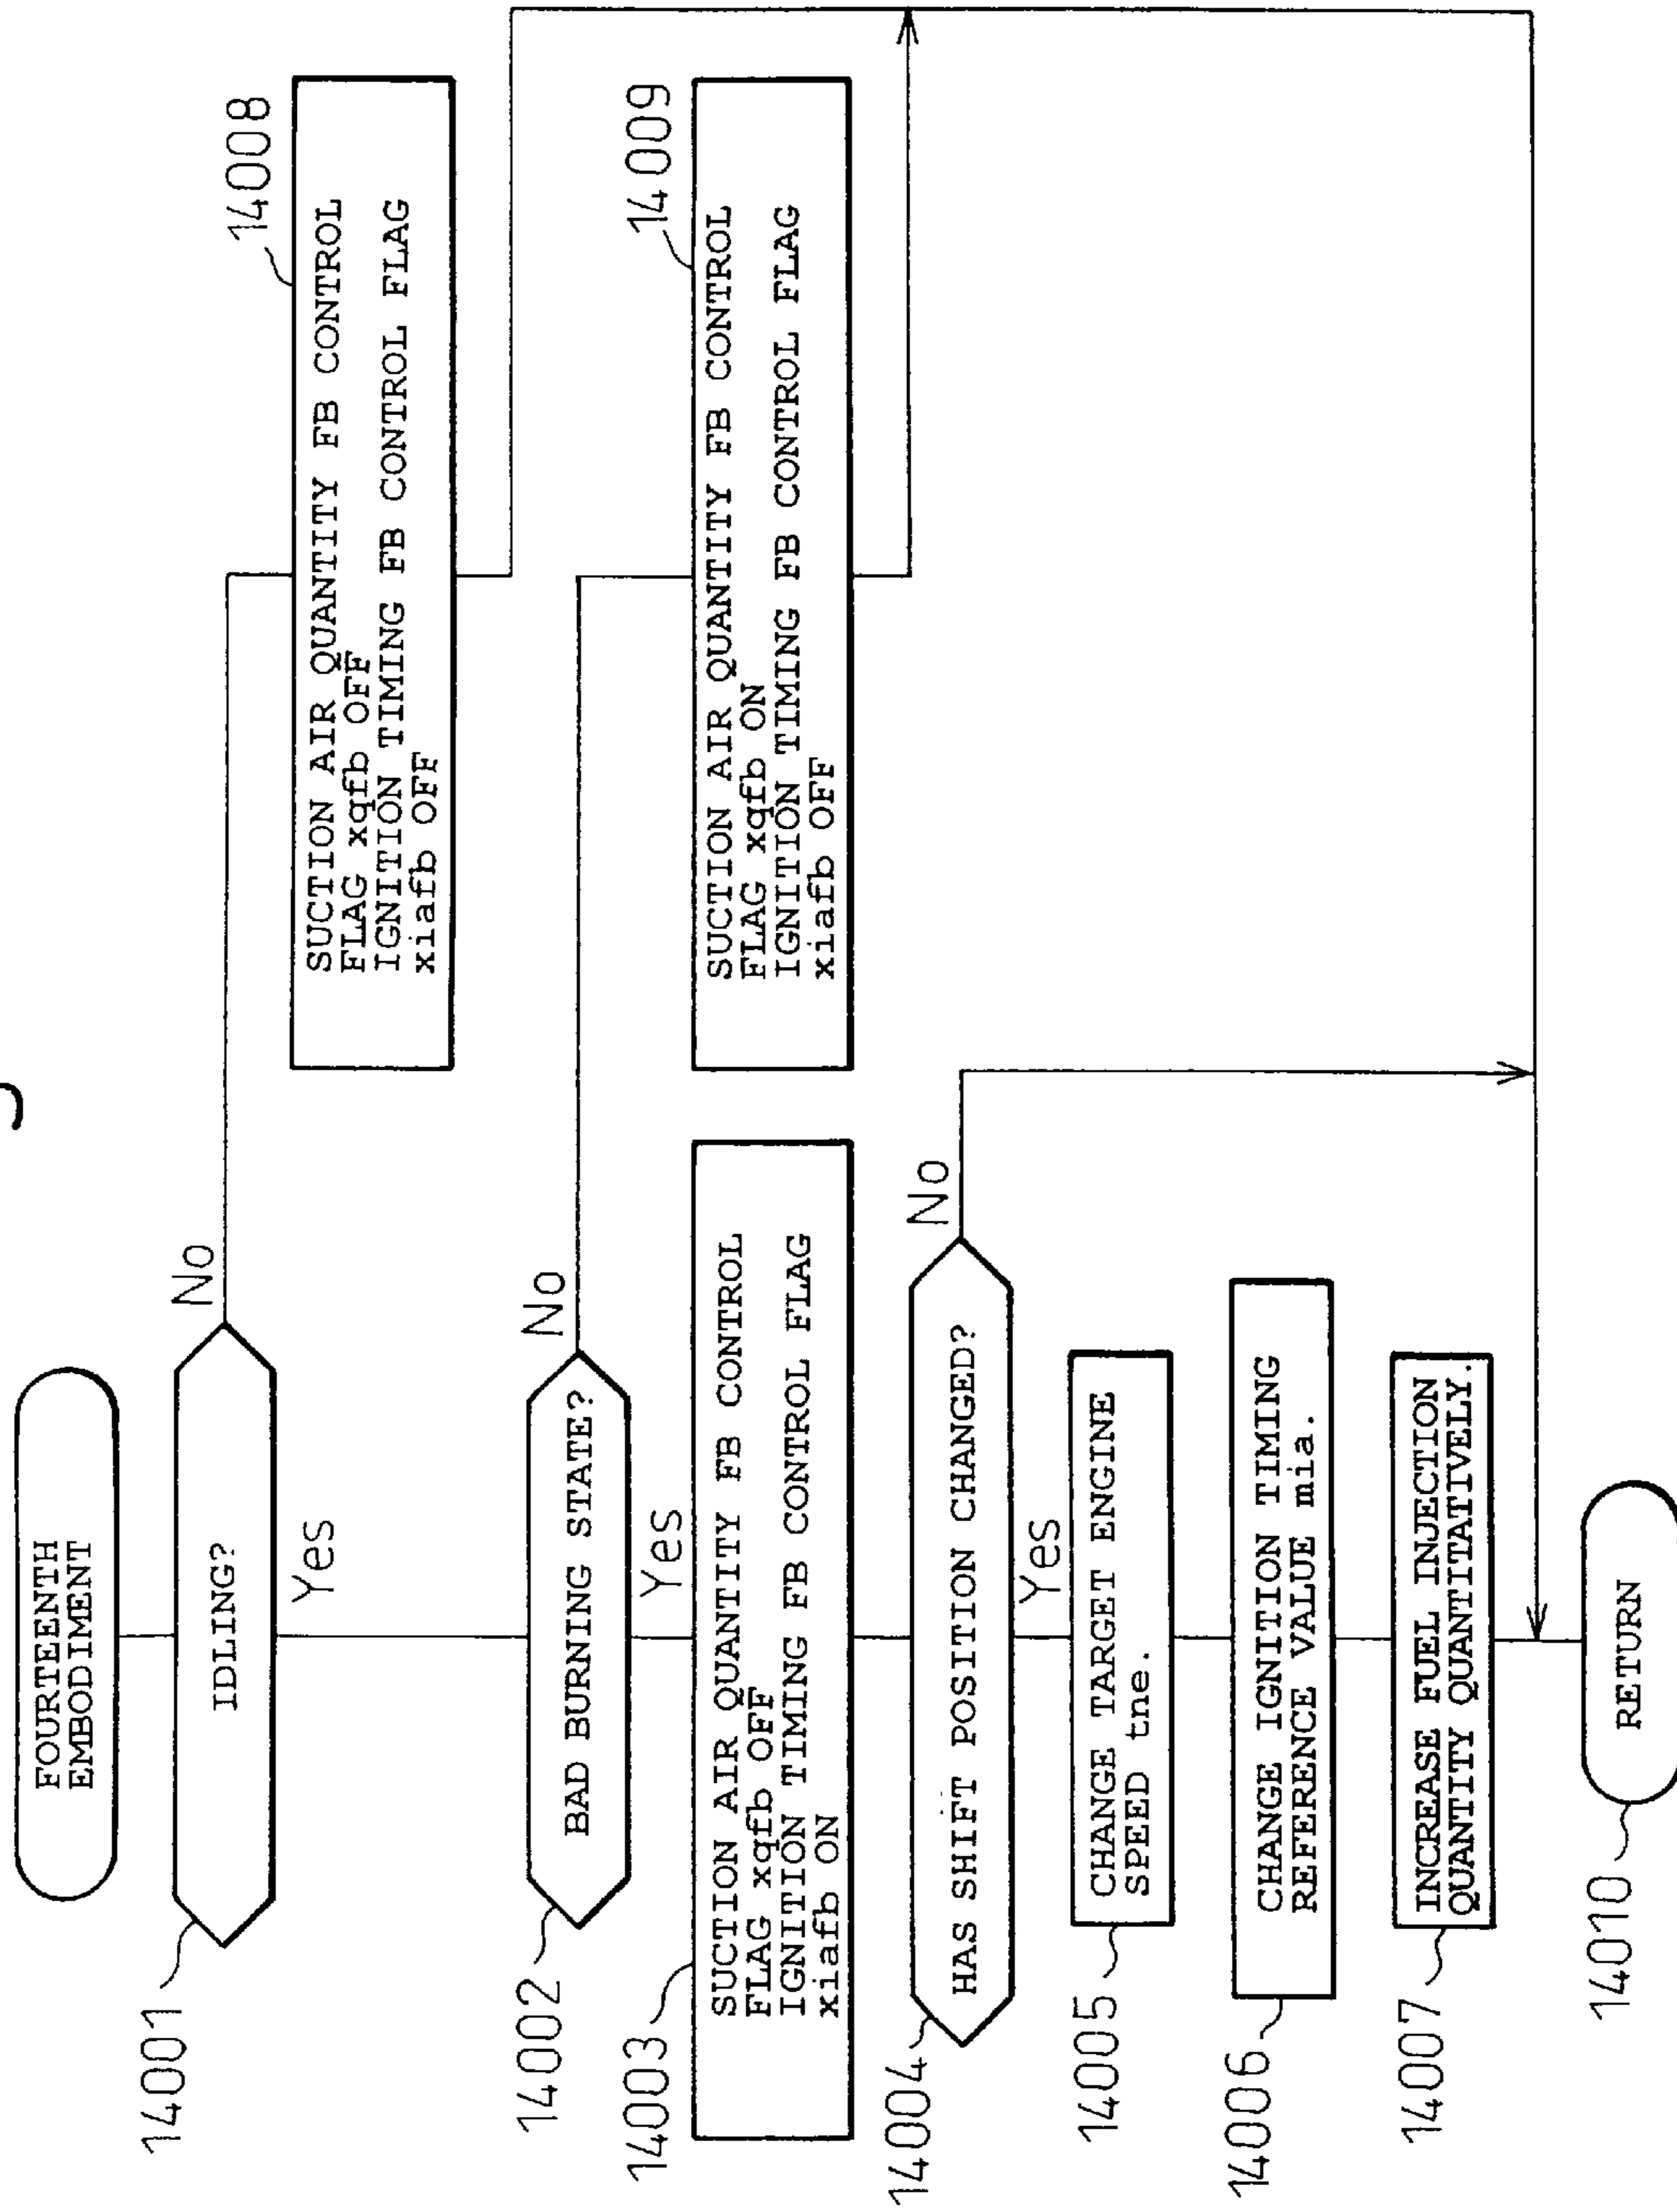 FOURTEENTH
EMBODIMENT
14001
IDLING?
No
Yes
14008
SUCTION AIR QUANTITY FB CONTROL
FLAG xqfb OFF
IGNITION TIMING FB CONTROL FLAG
xiafb OFF
14002
BAD BURNING STATE?
No
Yes
14003
SUCTION AIR QUANTITY FB CONTROL
FLAG xqfb OFF
IGNITION TIMING FB CONTROL FLAG
xiafb ON
14009
SUCTION AIR QUANTITY FB CONTROL
FLAG xqfb ON
IGNITION TIMING FB CONTROL FLAG
xiafb OFF
14004
HAS SHIFT POSITION CHANGED?
No
Yes
14005
CHANGE TARGET ENGINE
SPEED tne.
14006
CHANGE IGNITION TIMING
REFERENCE VALUE mia.
14007
INCREASE FUEL INJECTION
QUANTITY QUANTITATIVELY.
14010
RETURN